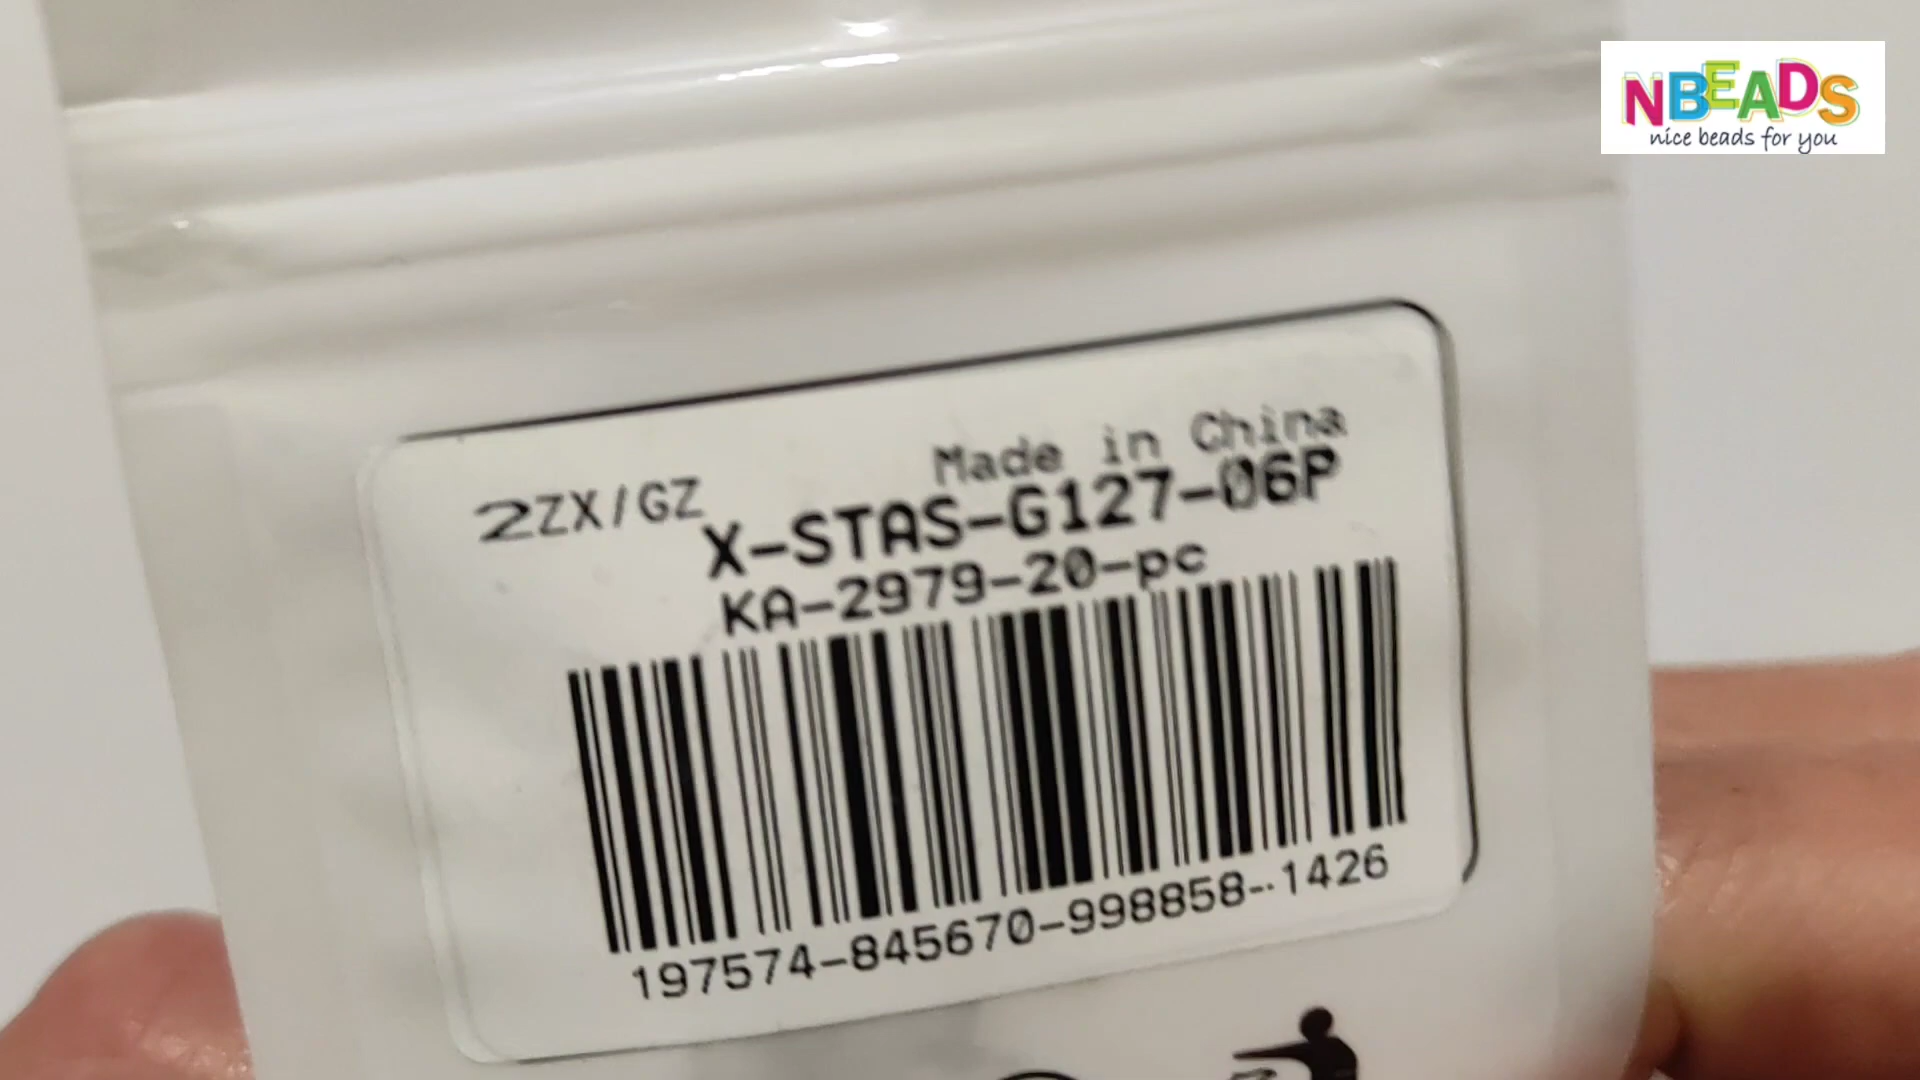 NBEADS
nice beads for you
Made in China
2ZX/GZ
X-STAS-G127-06P
KA-2979-20-pc
197574-845670-998858-1426